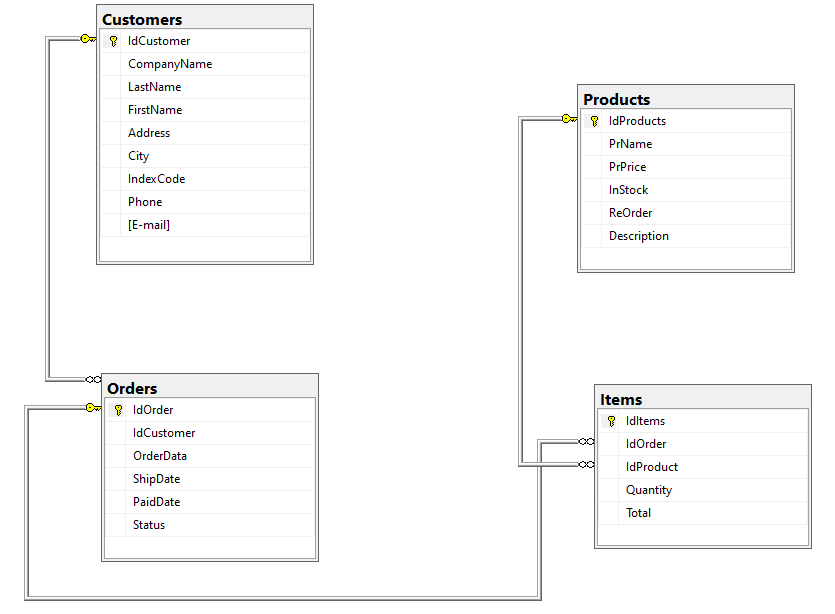 Customers
IdCustomer
CompanyName
LastName
FirstName
Address
City
IndexCode
Phone
[E-mail]
Products
IdProducts
PrName
PrPrice
InStock
ReOrder
Description
Orders
IdOrder
IdCustomer
OrderData
ShipDate
PaidDate
Status
Items
IdItems
IdOrder
IdProduct
Quantity
Total